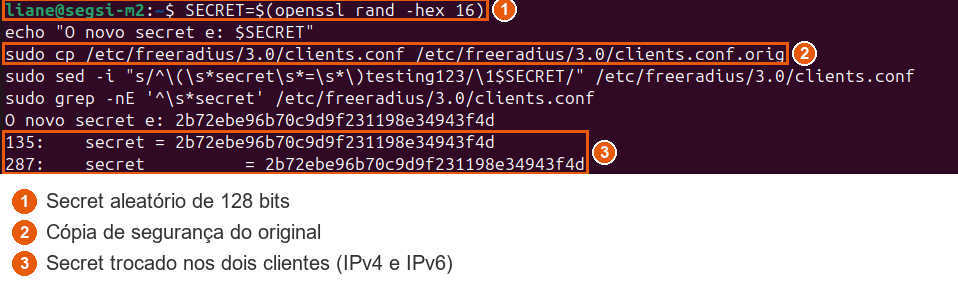 liane@segsi-m2:~$ SECRET=$(openssl rand -hex 16) 1
echo "O novo secret e: $SECRET"
sudo cp /etc/freeradius/3.0/clients.conf /etc/freeradius/3.0/clients.conf.orig 2
sudo sed -i "s/^\(\s*secret\s*=\s*\)testing123/\1$SECRET/" /etc/freeradius/3.0/clients.conf
sudo grep -nE '^\s*secret' /etc/freeradius/3.0/clients.conf
O novo secret e: 2b72ebe96b70c9d9f231198e34943f4d
135:    secret = 2b72ebe96b70c9d9f231198e34943f4d
287:    secret          = 2b72ebe96b70c9d9f231198e34943f4d
3
1 Secret aleatório de 128 bits
2 Cópia de segurança do original
3 Secret trocado nos dois clientes (IPv4 e IPv6)